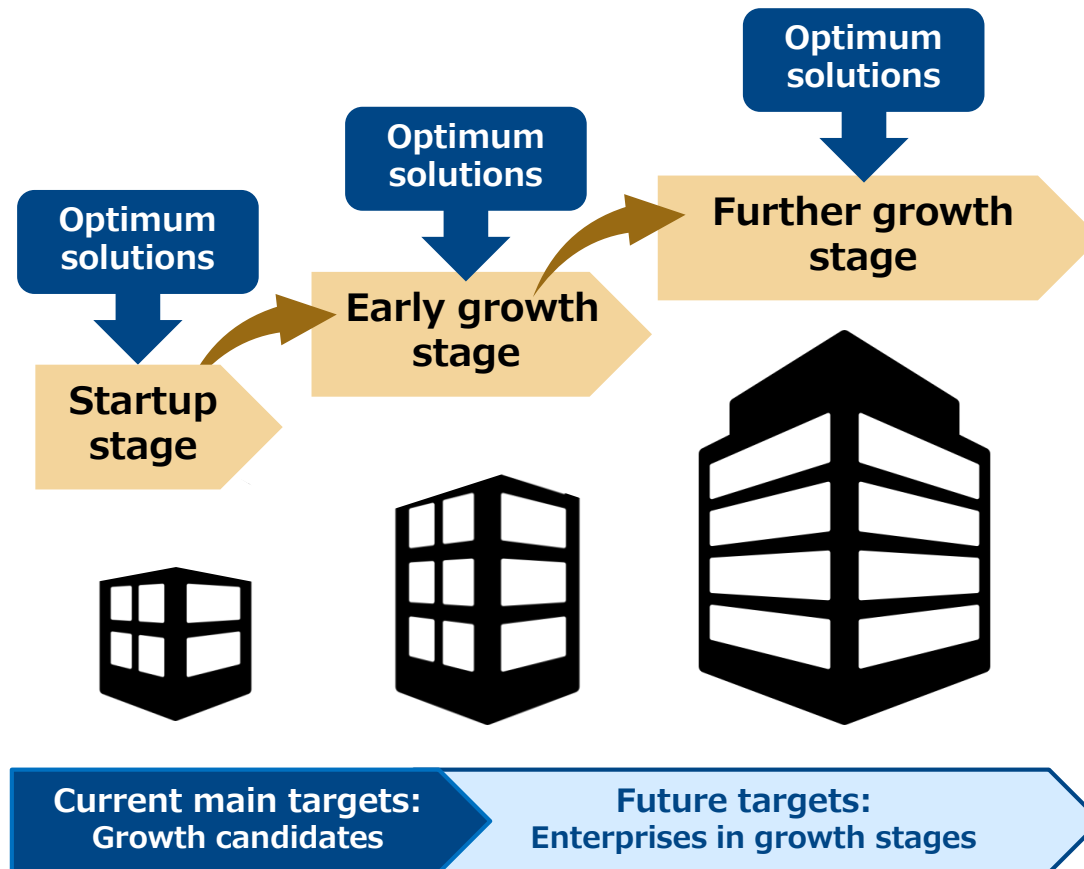 Optimum
solutions
Optimum
solutions
Optimum
solutions
Startup
stage
Early growth
stage
Further growth
stage
Current main targets:
Growth candidates
Future targets:
Enterprises in growth stages